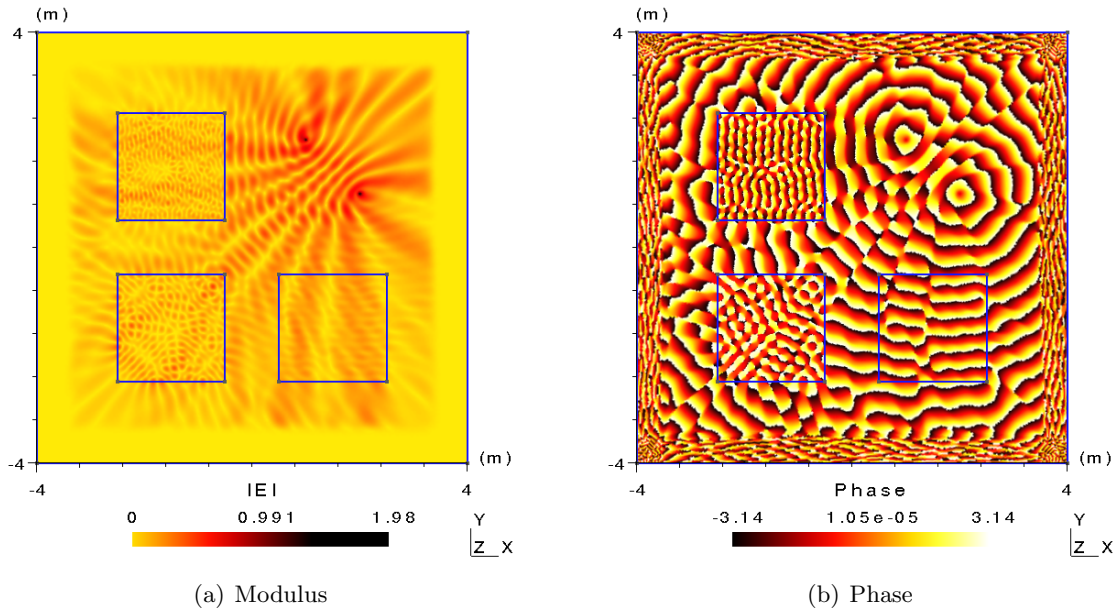 (m) (m)
4 4
-4 (m) -4 (m)
-4 4 -4 4
|E| Phase
0 0.991 1.98 -3.14 1.05e-05 3.14
Y Y
Z X Z X
(a) Modulus (b) Phase